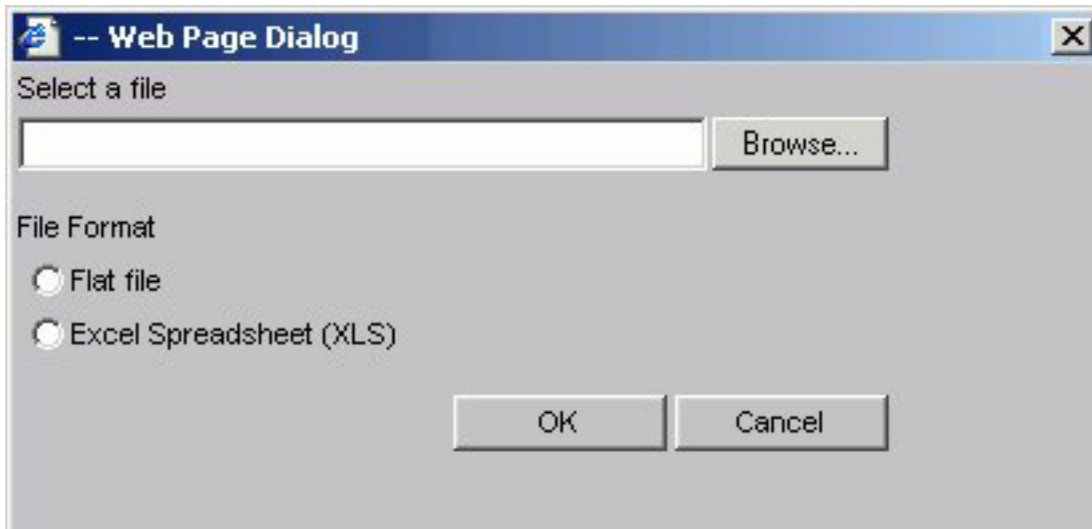 -- Web Page Dialog
Select a file
Browse...
File Format
Flat file
Excel Spreadsheet (XLS)
OK Cancel